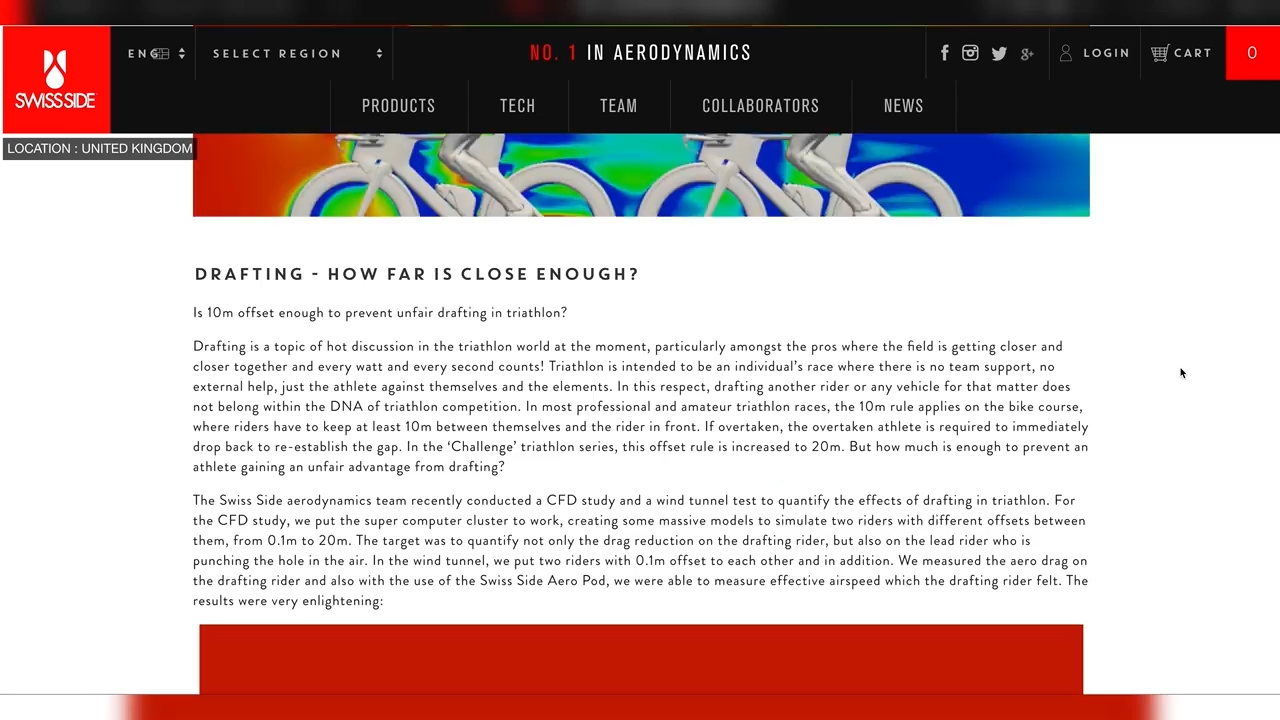 ENG
SELECT REGION
NO. 1 IN AERODYNAMICS
LOGIN
CART
0
SWISS SIDE
PRODUCTS
TECH
TEAM
COLLABORATORS
NEWS
LOCATION : UNITED KINGDOM
DRAFTING - HOW FAR IS CLOSE ENOUGH?
Is 10m offset enough to prevent unfair drafting in triathlon?
Drafting is a topic of hot discussion in the triathlon world at the moment, particularly amongst the pros where the field is getting closer and
closer together and every watt and every second counts! Triathlon is intended to be an individual's race where there is no team support, no
external help, just the athlete against themselves and the elements. In this respect, drafting another rider or any vehicle for that matter does
not belong within the DNA of triathlon competition. In most professional and amateur triathlon races, the 10m rule applies on the bike course,
where riders have to keep at least 10m between themselves and the rider in front. If overtaken, the overtaken athlete is required to immediately
drop back to re-establish the gap. In the ‘Challenge’ triathlon series, this offset rule is increased to 20m. But how much is enough to prevent an
athlete gaining an unfair advantage from drafting?
The Swiss Side aerodynamics team recently conducted a CFD study and a wind tunnel test to quantify the effects of drafting in triathlon. For
the CFD study, we put the super computer cluster to work, creating some massive models to simulate two riders with different offsets between
them, from 0.1m to 20m. The target was to quantify not only the drag reduction on the drafting rider, but also on the lead rider who is
punching the hole in the air. In the wind tunnel, we put two riders with 0.1m offset to each other and in addition. We measured the aero drag on
the drafting rider and also with the use of the Swiss Side Aero Pod, we were able to measure effective airspeed which the drafting rider felt. The
results were very enlightening: